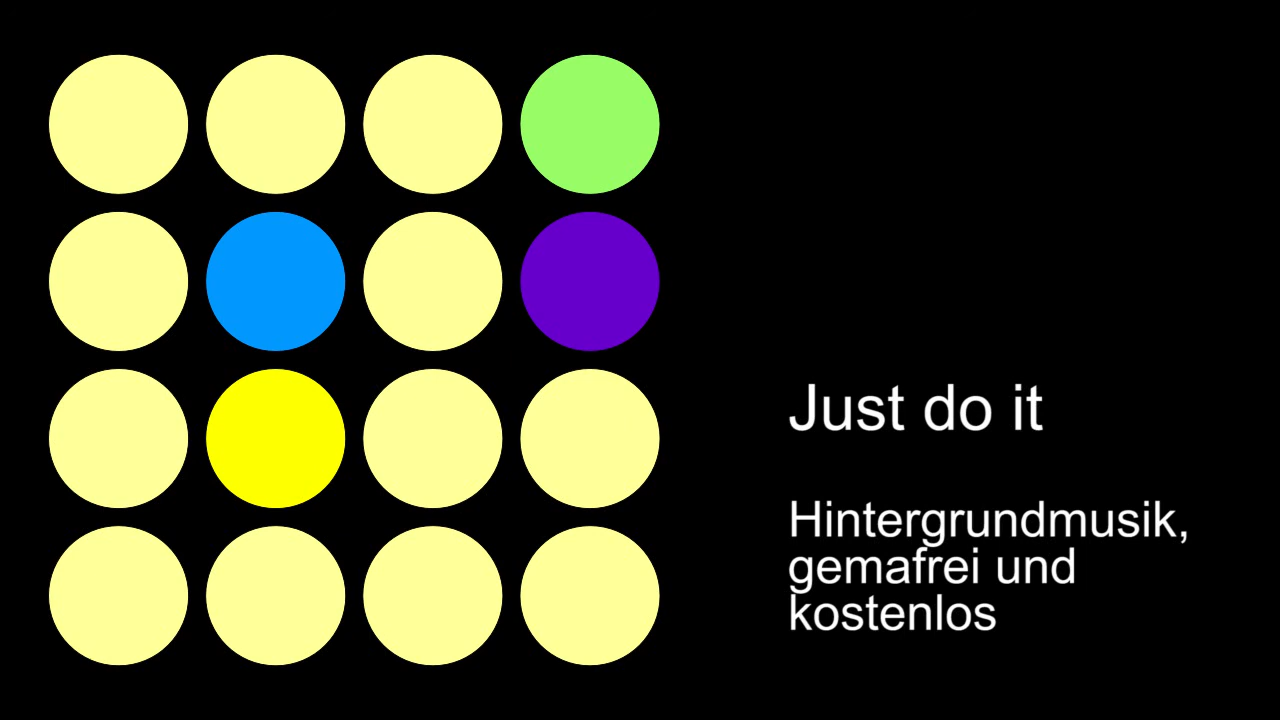 Just do it
Hintergrundmusik,
gemafrei und
kostenlos